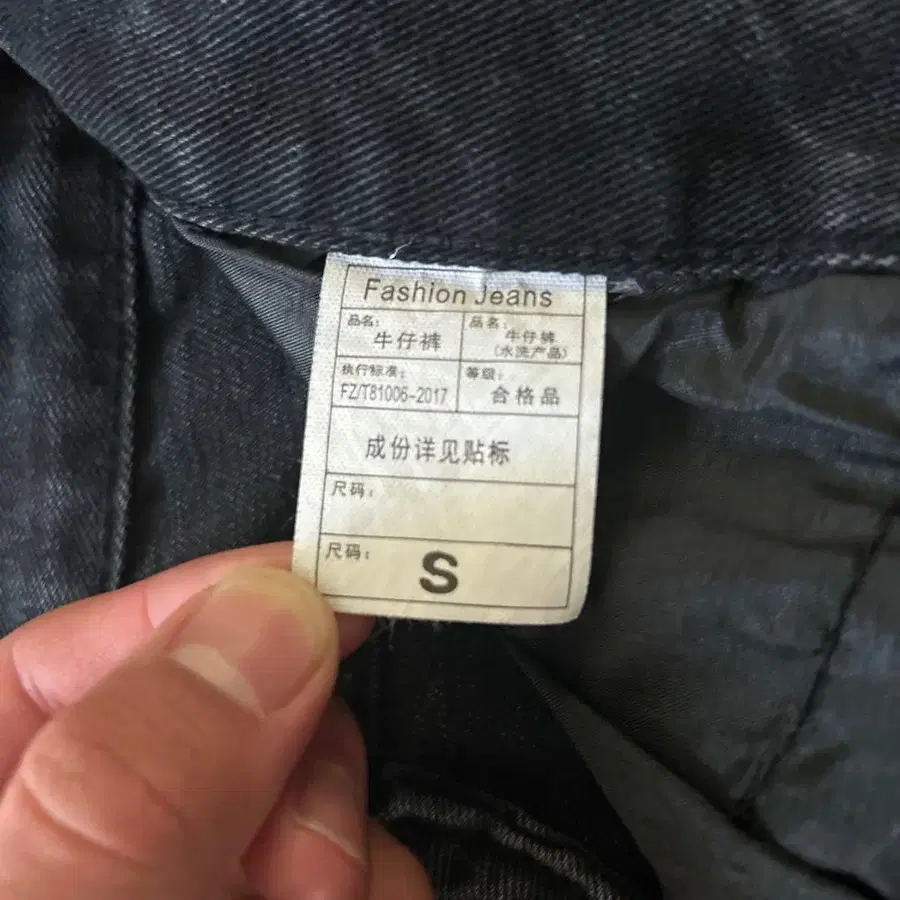 Fashion Jeans
品名:
牛仔裤
品名:
牛仔裤
(水洗产品)
执行标准:
FZ/T81006-2017
等级:
合格品
成份详见贴标
尺码:
尺码:
S